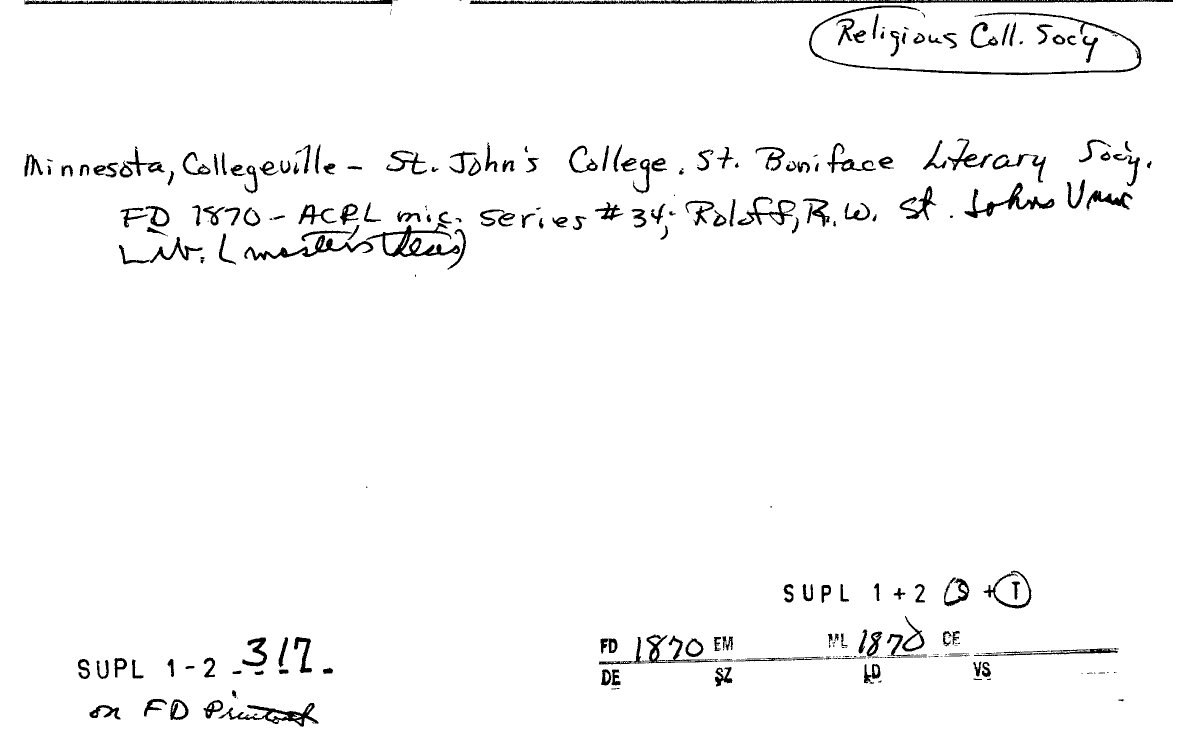 Religious Coll. Soc'y
Minnesota, Collegeville - St. John's College. St. Boniface Literary Soc'y.
FD 1870 - ACRL mic. series #34; Roloff, R.W. St. Johns Univ
Lib. (master's thesis)
SUPL 1+2 S + T
FD 1870 EM ML 1870 CE
DE SZ LD VS
SUPL 1-2 317
on FD Printout